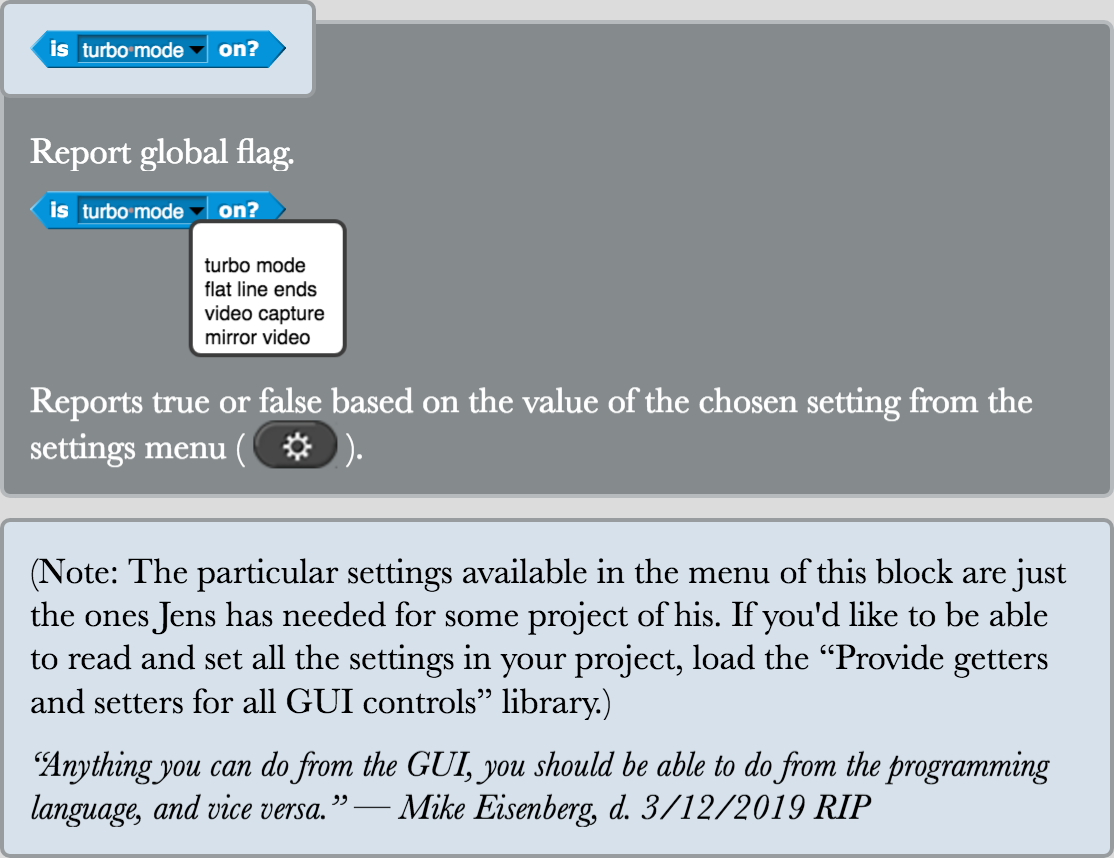 is turbo mode on?
Report global flag.
is turbo mode on?
turbo mode
flat line ends
video capture
mirror video
Reports true or false based on the value of the chosen setting from the
settings menu ( ).
(Note: The particular settings available in the menu of this block are just
the ones Jens has needed for some project of his. If you'd like to be able
to read and set all the settings in your project, load the “Provide getters
and setters for all GUI controls” library.)
“Anything you can do from the GUI, you should be able to do from the programming
language, and vice versa.” — Mike Eisenberg, d. 3/12/2019 RIP